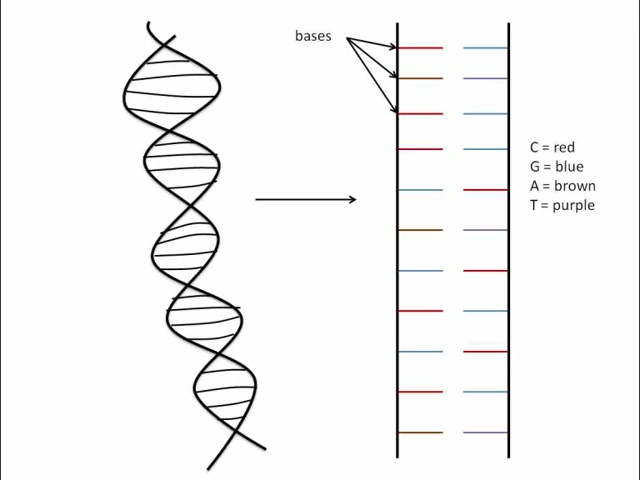 bases
C = red
G = blue
A = brown
T = purple